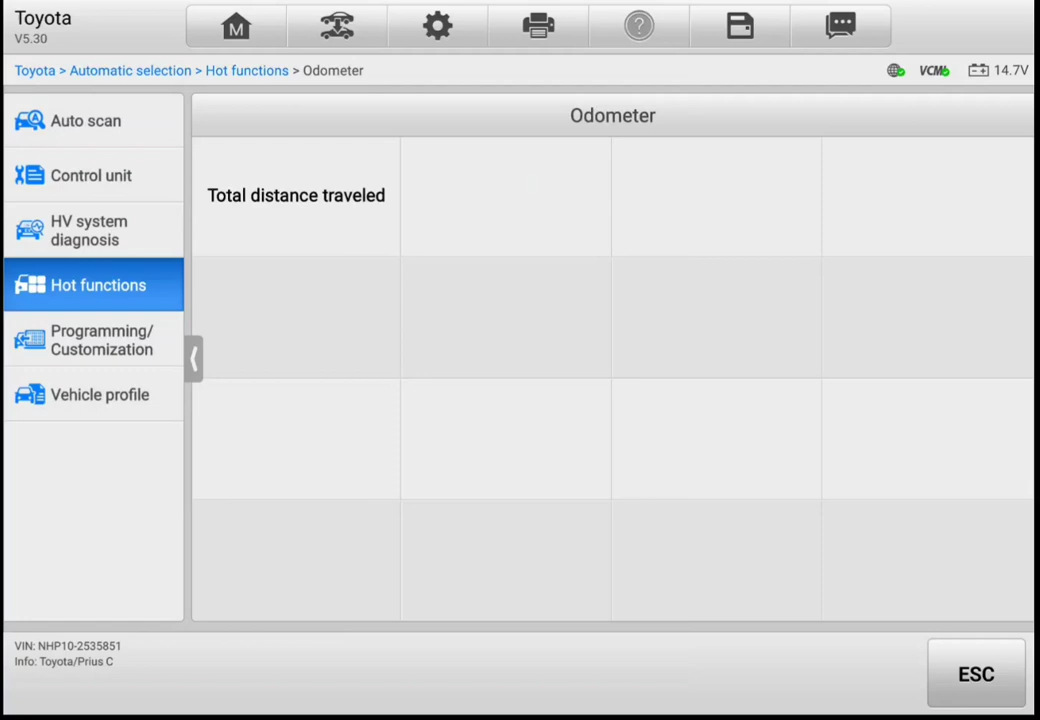 Toyota
V5.30
M
?
Toyota > Automatic selection > Hot functions > Odometer
VCMI
14.7V
Auto scan
Odometer
Control unit
Total distance traveled
HV system
diagnosis
Hot functions
Programming/
Customization
Vehicle profile
VIN: NHP10-2535851
Info: Toyota/Prius C
ESC